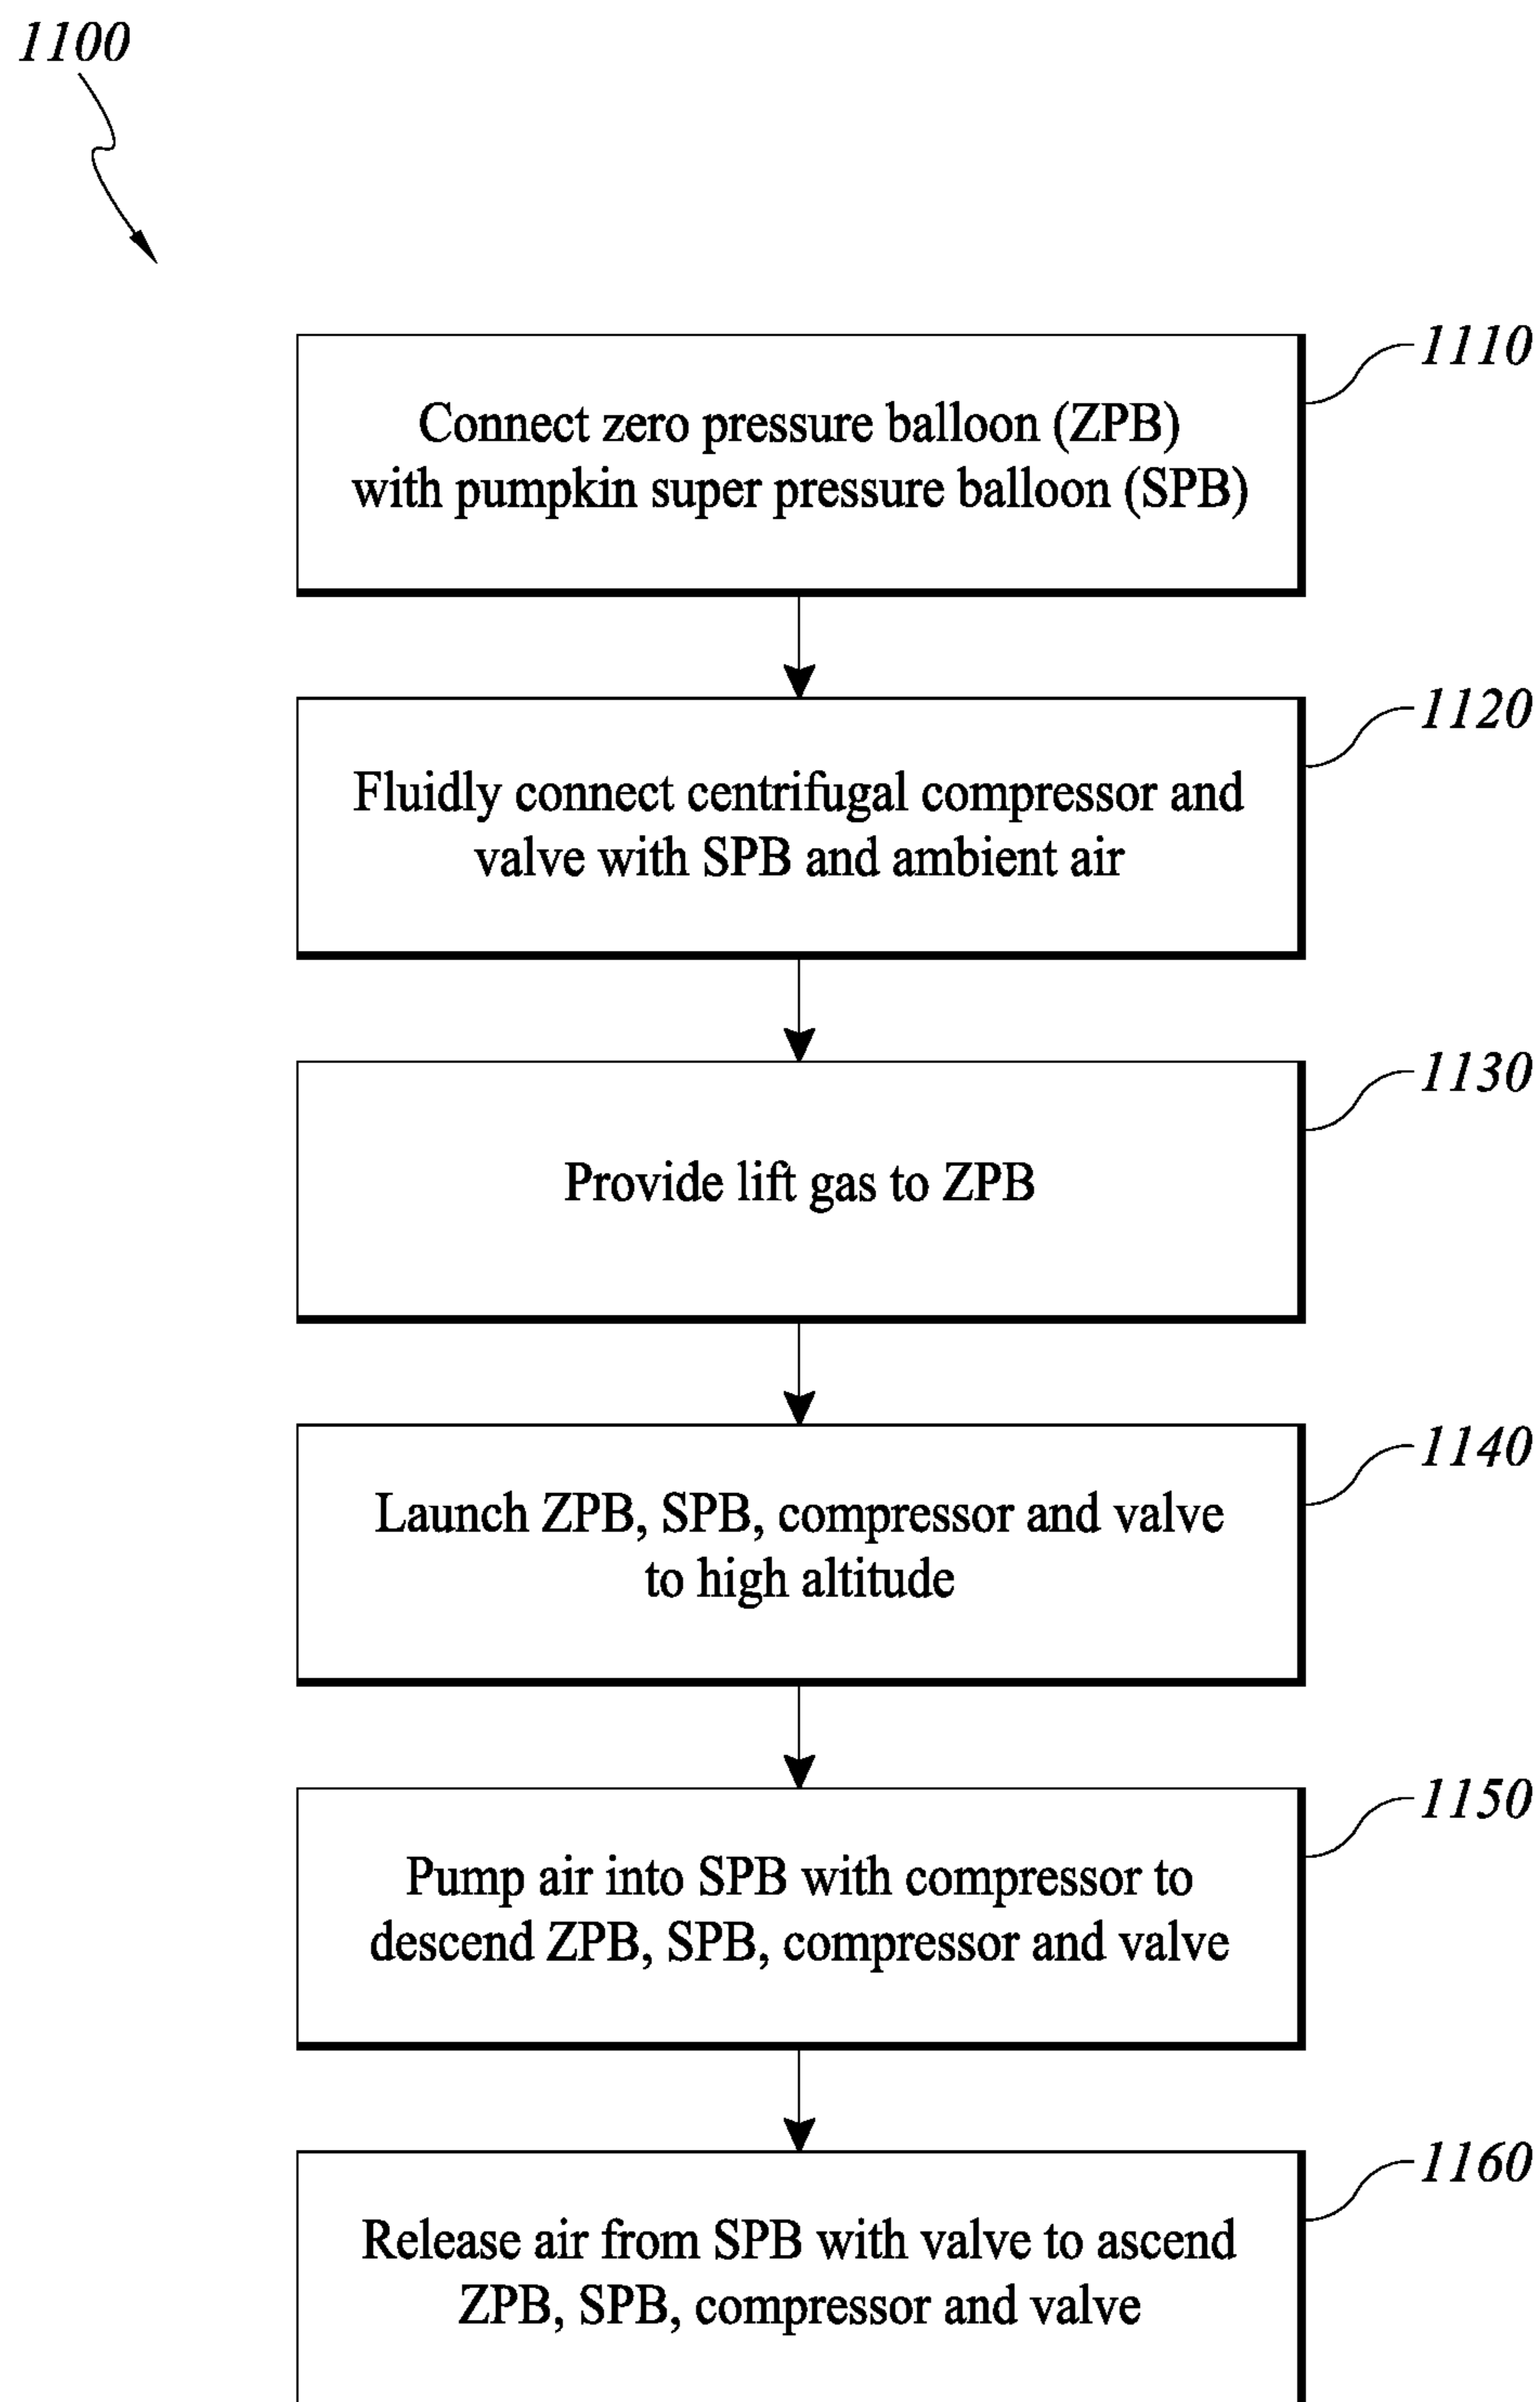 1100
1110
Connect zero pressure balloon (ZPB)
with pumpkin super pressure balloon (SPB)
1120
Fluidly connect centrifugal compressor and
valve with SPB and ambient air
1130
Provide lift gas to ZPB
1140
Launch ZPB, SPB, compressor and valve
to high altitude
1150
Pump air into SPB with compressor to
descend ZPB, SPB, compressor and valve
1160
Release air from SPB with valve to ascend
ZPB, SPB, compressor and valve